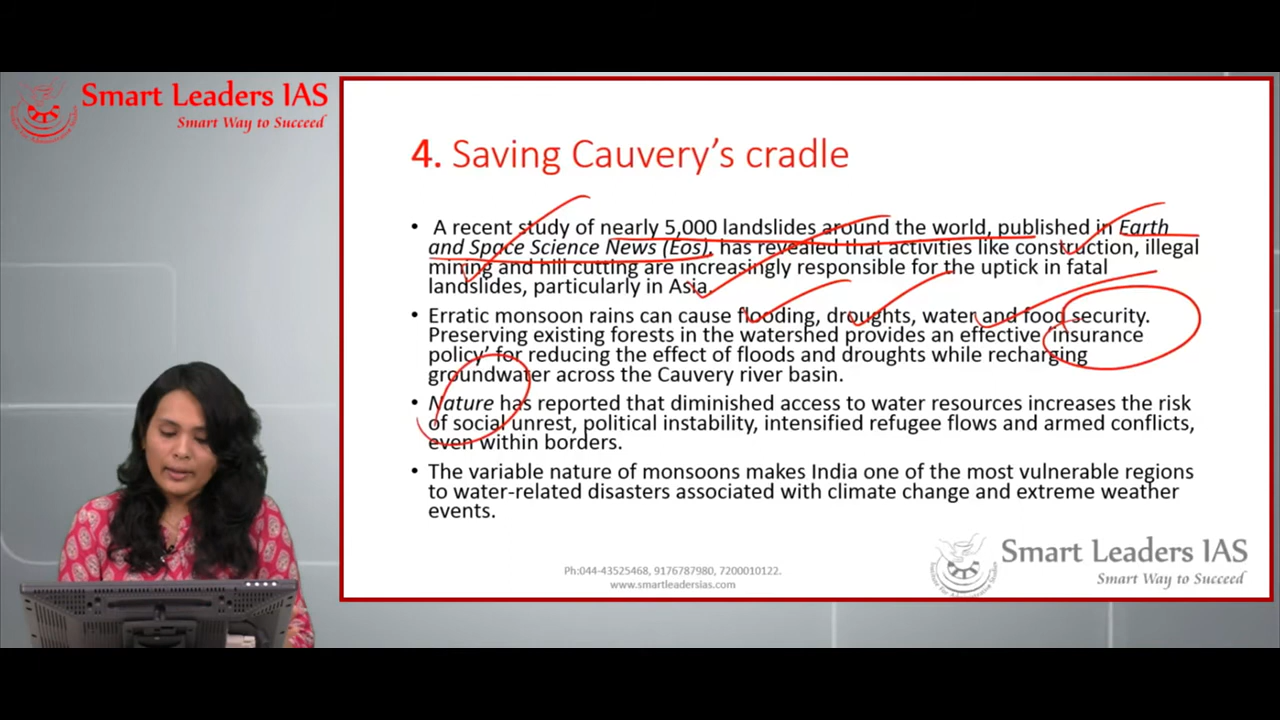 Smart Leaders IAS
Smart Way to Succeed
4. Saving Cauvery’s cradle
• A recent study of nearly 5,000 landslides around the world, published in Earth
and Space Science News (Eos), has revealed that activities like construction, illegal
mining and hill cutting are increasingly responsible for the uptick in fatal
landslides, particularly in Asia.
• Erratic monsoon rains can cause flooding, droughts, water and food security.
Preserving existing forests in the watershed provides an effective ‘insurance
policy’ for reducing the effect of floods and droughts while recharging
groundwater across the Cauvery river basin.
• Nature has reported that diminished access to water resources increases the risk
of social unrest, political instability, intensified refugee flows and armed conflicts,
even within borders.
• The variable nature of monsoons makes India one of the most vulnerable regions
to water-related disasters associated with climate change and extreme weather
events.
Smart Leaders IAS
Smart Way to Succeed
Ph:044-43525468, 9176787980, 7200010122.
www.smartleadersias.com